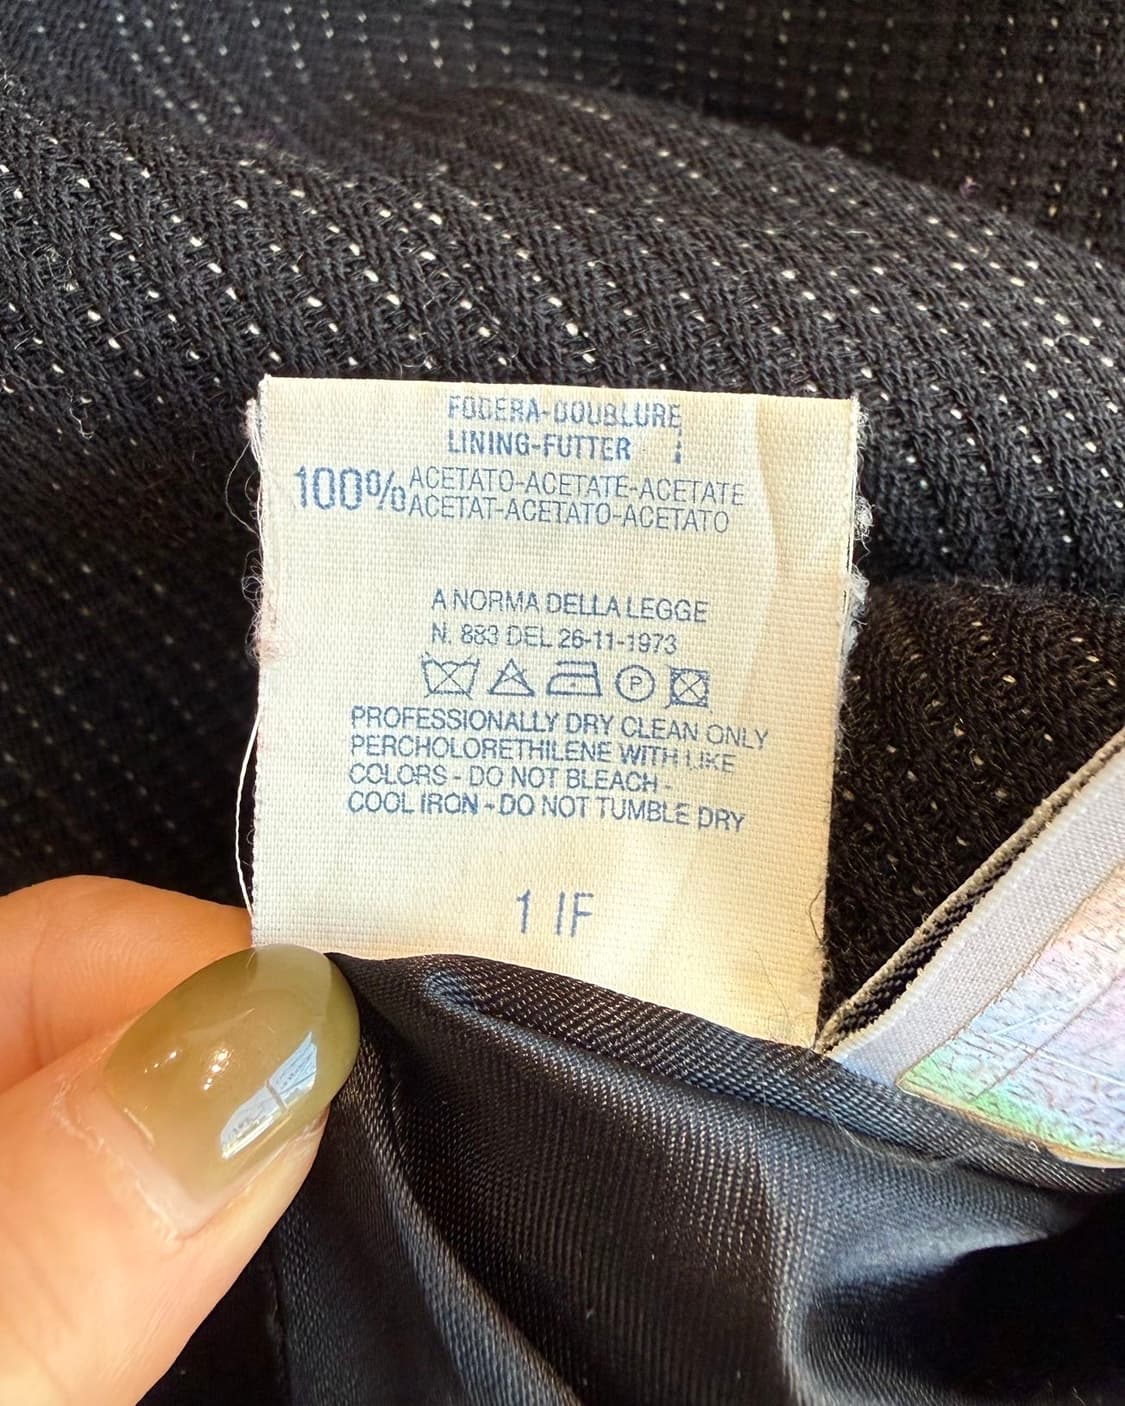 FODERA-DOUBLURE
LINING-FUTTER
100% ACETATO-ACETATE-ACETATE
ACETAT-ACETATO-ACETATO
A NORMA DELLA LEGGE
N. 883 DEL 26-11-1973
P
PROFESSIONALLY DRY CLEAN ONLY
PERCHOLORETHILENE WITH LIKE
COLORS - DO NOT BLEACH -
COOL IRON - DO NOT TUMBLE DRY
1 IF